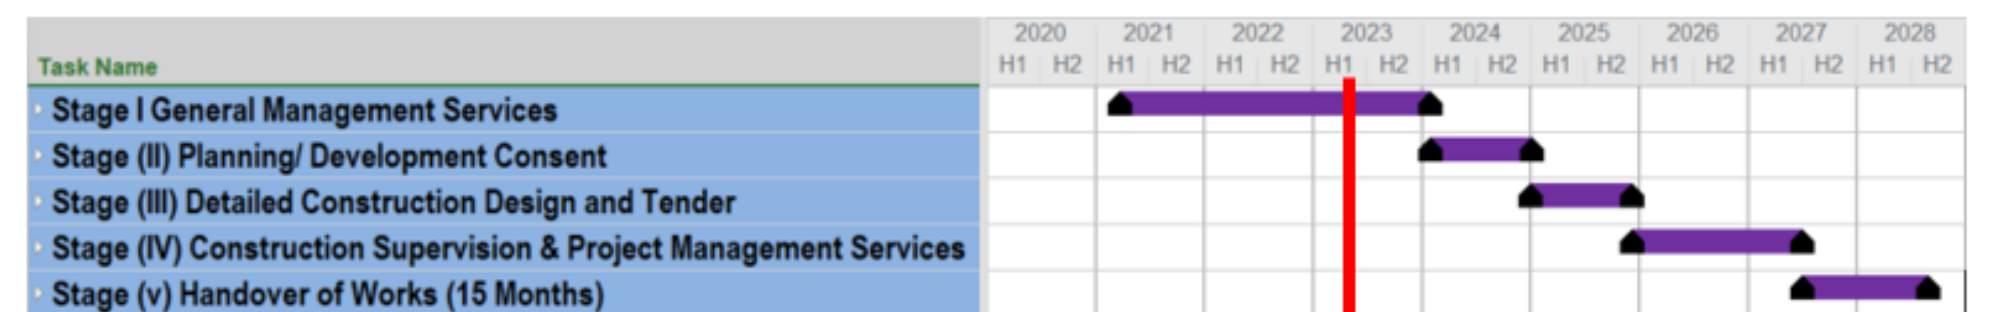 2020 2021 2022 2023 2024 2025 2026 2027 2028
Task Name H1 H2 H1 H2 H1 H2 H1 H2 H1 H2 H1 H2 H1 H2 H1 H2 H1 H2
Stage I General Management Services
Stage (II) Planning/ Development Consent
Stage (III) Detailed Construction Design and Tender
Stage (IV) Construction Supervision & Project Management Services
Stage (v) Handover of Works (15 Months)